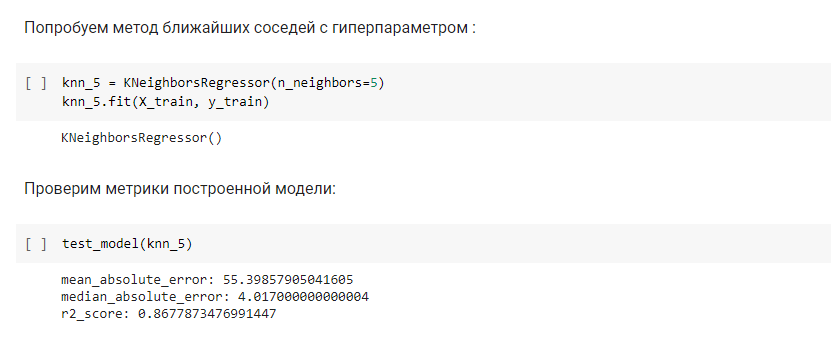 Попробуем метод ближайших соседей с гиперпараметром :
[ ] knn_5 = KNeighborsRegressor(n_neighbors=5)
knn_5.fit(X_train, y_train)
KNeighborsRegressor()
Проверим метрики построенной модели:
[ ] test_model(knn_5)
mean_absolute_error: 55.39857905041605
median_absolute_error: 4.017000000000004
r2_score: 0.8677873476991447